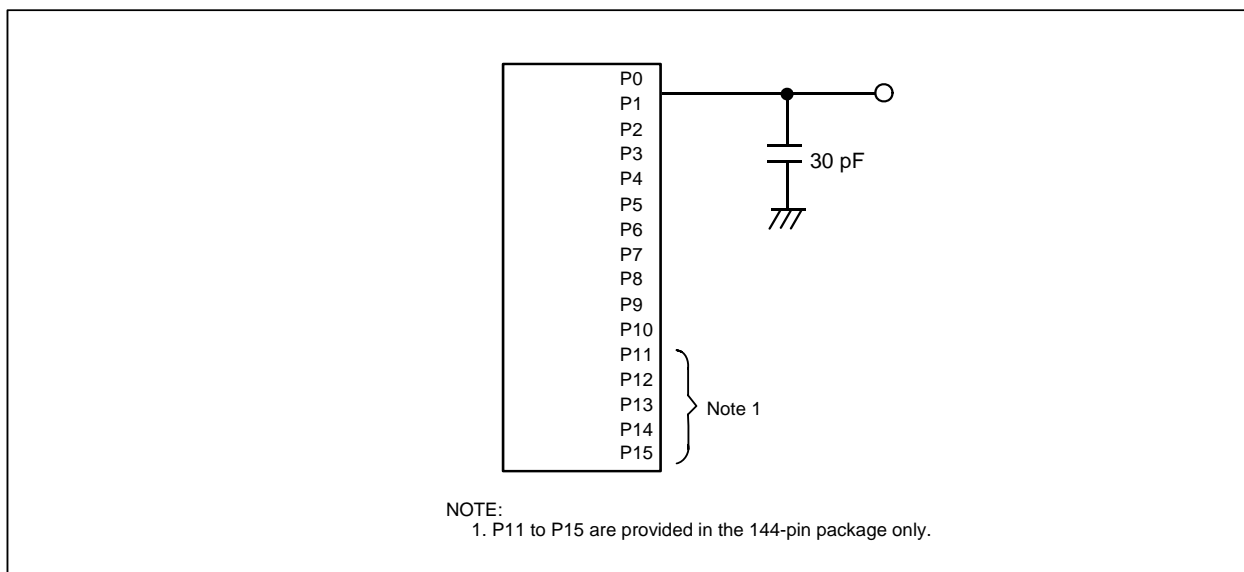 P0
P1
P2
P3
P4
P5
P6
P7
P8
P9
P10
P11
P12
P13
P14
P15
30 pF
Note 1
NOTE:
1. P11 to P15 are provided in the 144-pin package only.